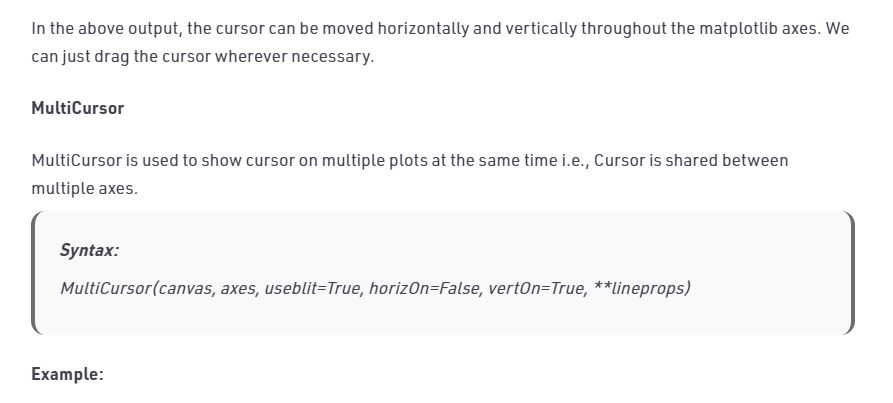 In the above output, the cursor can be moved horizontally and vertically throughout the matplotlib axes. We
can just drag the cursor wherever necessary.
MultiCursor
MultiCursor is used to show cursor on multiple plots at the same time i.e., Cursor is shared between
multiple axes.
Syntax:
MultiCursor(canvas, axes, useblit=True, horizOn=False, vertOn=True, **lineprops)
Example: